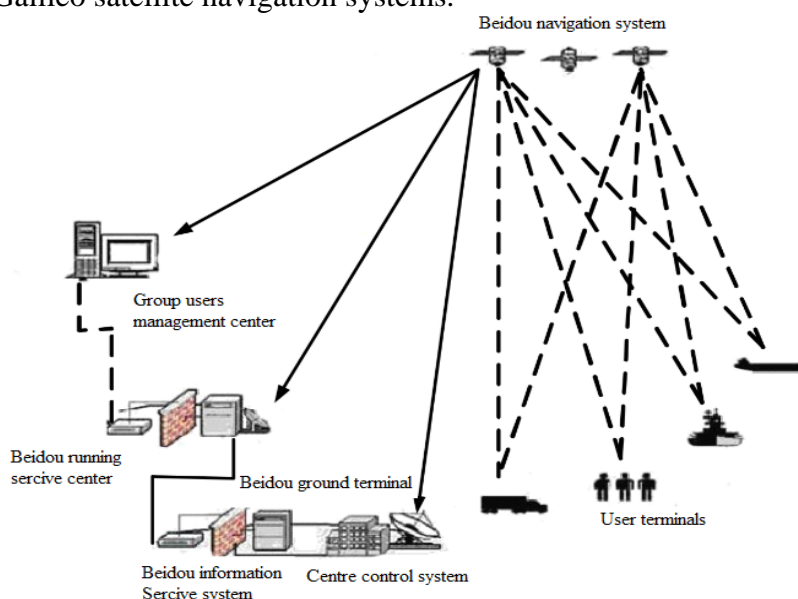 Galileo satellite navigation systems.
Beidou navigation system
Group users
management center
Beidou running
sercive center
Beidou ground terminal
User terminals
Beidou information
Sercive system
Centre control system